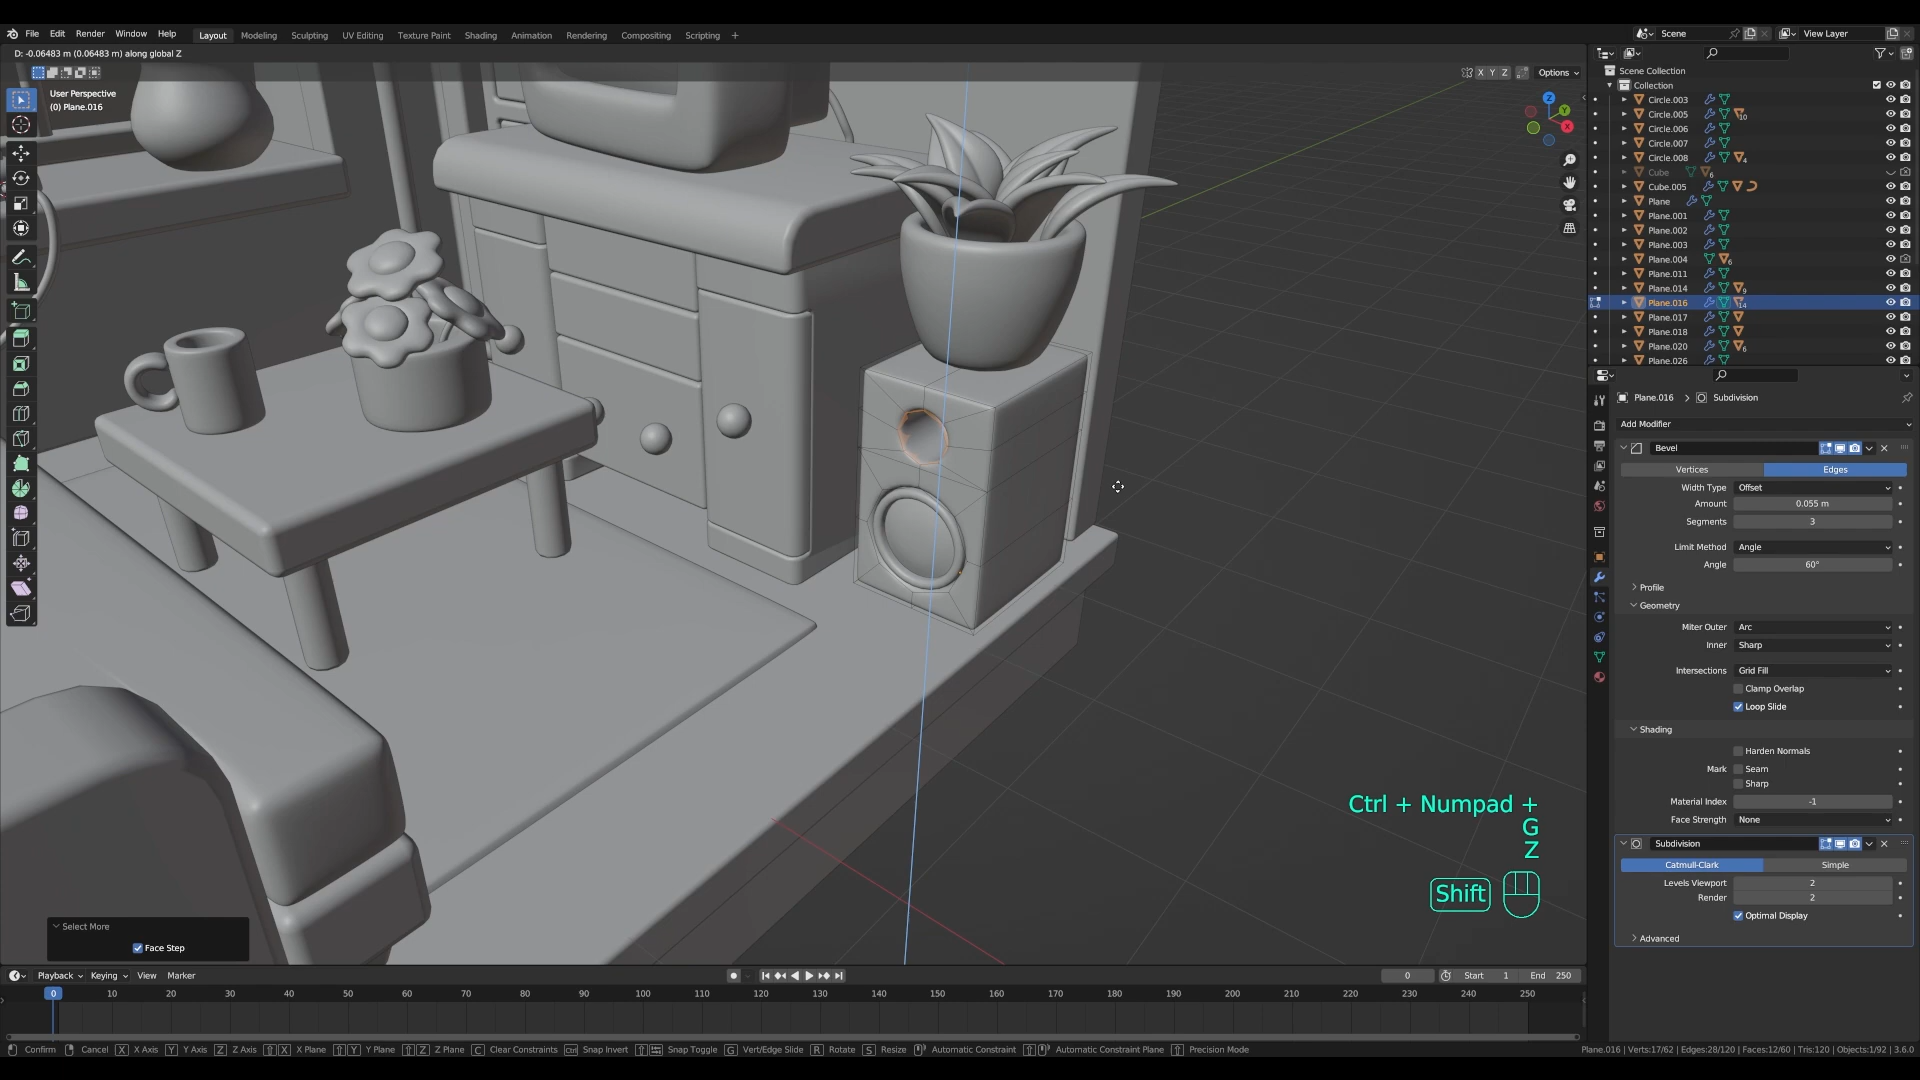 File Edit Render Window Help Layout Modeling Sculpting UV Editing Texture Paint Shading Animation Rendering Compositing Scripting + Scene View Layer
D: -0.06483 m (0.06483 m) along global Z
X Y Z Options
User Perspective
(0) Plane.016
Z
Y
X
Scene Collection
Collection
Circle.003
Circle.005 10
Circle.006
Circle.007
Circle.008 4
Cube 6
Cube.005
Plane
Plane.001
Plane.002
Plane.003
Plane.004 6
Plane.011
Plane.014 9
Plane.016 14
Plane.017
Plane.018
Plane.020 6
Plane.026
Plane.016 > Subdivision
Add Modifier
Bevel
Vertices Edges
Width Type Offset
Amount 0.055 m
Segments 3
Limit Method Angle
Angle 60°
Profile
Geometry
Miter Outer Arc
Inner Sharp
Intersections Grid Fill
Clamp Overlap
Loop Slide
Shading
Harden Normals
Mark Seam
Sharp
Material Index -1
Face Strength None
Subdivision
Catmull-Clark Simple
Levels Viewport 2
Render 2
Optimal Display
Advanced
Ctrl + Numpad +
G
Z
Shift
Select More
Face Step
Playback Keying View Marker 0 Start 1 End 250
0 10 20 30 40 50 60 70 80 90 100 110 120 130 140 150 160 170 180 190 200 210 220 230 240 250
Confirm Cancel X X Axis Y Y Axis Z Z Axis X X Plane Y Y Plane Z Z Plane C Clear Constraints Ctrl Snap Invert Snap Toggle G Vert/Edge Slide R Rotate S Resize Automatic Constraint Automatic Constraint Plane Precision Mode Plane.016 | Verts:17/62 | Edges:28/120 | Faces:12/60 | Tris:120 | Objects:1/92 | 3.6.0